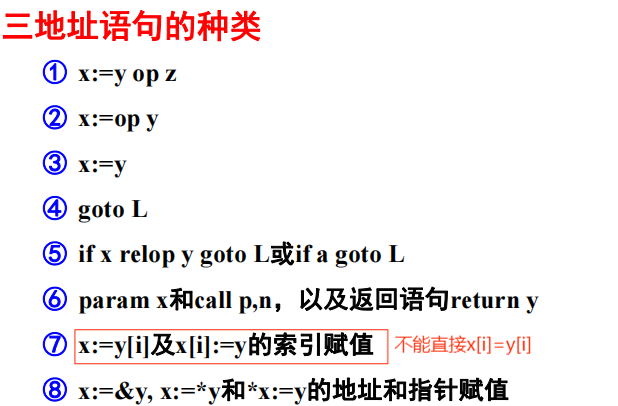 三地址语句的种类
① x:=y op z
② x:=op y
③ x:=y
④ goto L
⑤ if x relop y goto L或if a goto L
⑥ param x和call p,n，以及返回语句return y
⑦ x:=y[i]及x[i]:=y的索引赋值 不能直接x[i]=y[i]
⑧ x:=&y, x:=*y和*x:=y的地址和指针赋值